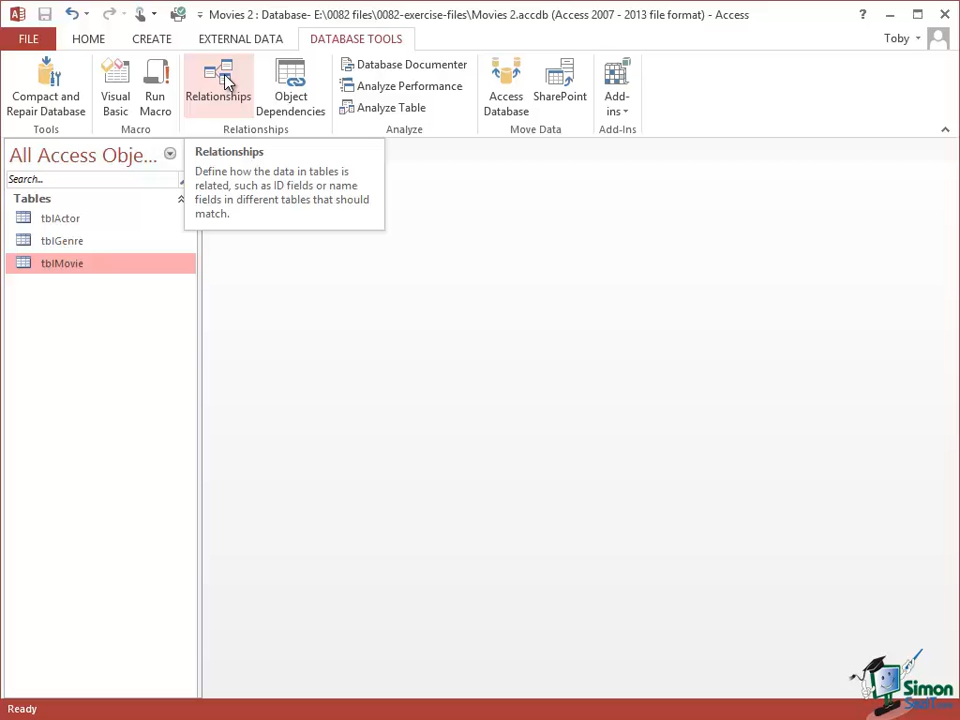 Movies 2 : Database- E:\0082 files\0082-exercise-files\Movies 2.accdb (Access 2007 - 2013 file format) - Access
?
FILE HOME CREATE EXTERNAL DATA DATABASE TOOLS
Toby
Compact and
Repair Database
Visual
Basic
Run
Macro
Relationships
Object
Dependencies
Database Documenter
Analyze Performance
Analyze Table
Access
Database
SharePoint
Add-
ins
Tools Macro Relationships Analyze Move Data Add-Ins
All Access Obje...
Search...
Tables
tblActor
tblGenre
tblMovie
Relationships
Define how the data in tables is
related, such as ID fields or name
fields in different tables that should
match.
Simon
Ready